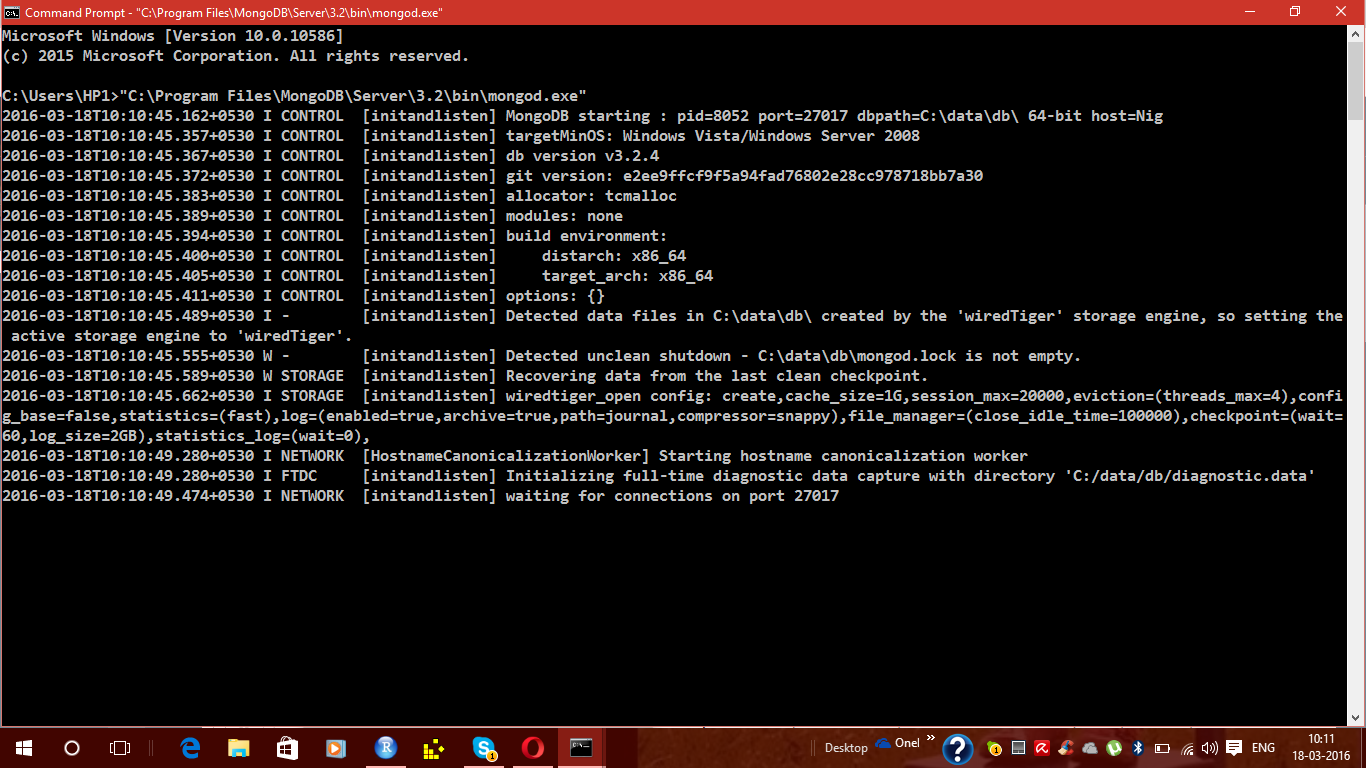 Command Prompt - "C:\Program Files\MongoDB\Server\3.2\bin\mongod.exe"
Microsoft Windows [Version 10.0.10586]
(c) 2015 Microsoft Corporation. All rights reserved.
C:\Users\HP1>"C:\Program Files\MongoDB\Server\3.2\bin\mongod.exe"
2016-03-18T10:10:45.162+0530 I CONTROL  [initandlisten] MongoDB starting : pid=8052 port=27017 dbpath=C:\data\db\ 64-bit host=Nig
2016-03-18T10:10:45.357+0530 I CONTROL  [initandlisten] targetMinOS: Windows Vista/Windows Server 2008
2016-03-18T10:10:45.367+0530 I CONTROL  [initandlisten] db version v3.2.4
2016-03-18T10:10:45.372+0530 I CONTROL  [initandlisten] git version: e2ee9ffcf9f5a94fad76802e28cc978718bb7a30
2016-03-18T10:10:45.383+0530 I CONTROL  [initandlisten] allocator: tcmalloc
2016-03-18T10:10:45.389+0530 I CONTROL  [initandlisten] modules: none
2016-03-18T10:10:45.394+0530 I CONTROL  [initandlisten] build environment:
2016-03-18T10:10:45.400+0530 I CONTROL  [initandlisten]     distarch: x86_64
2016-03-18T10:10:45.405+0530 I CONTROL  [initandlisten]     target_arch: x86_64
2016-03-18T10:10:45.411+0530 I CONTROL  [initandlisten] options: {}
2016-03-18T10:10:45.489+0530 I -        [initandlisten] Detected data files in C:\data\db\ created by the 'wiredTiger' storage engine, so setting the
 active storage engine to 'wiredTiger'.
2016-03-18T10:10:45.555+0530 W -        [initandlisten] Detected unclean shutdown - C:\data\db\mongod.lock is not empty.
2016-03-18T10:10:45.589+0530 W STORAGE  [initandlisten] Recovering data from the last clean checkpoint.
2016-03-18T10:10:45.662+0530 I STORAGE  [initandlisten] wiredtiger_open config: create,cache_size=1G,session_max=20000,eviction=(threads_max=4),confi
g_base=false,statistics=(fast),log=(enabled=true,archive=true,path=journal,compressor=snappy),file_manager=(close_idle_time=100000),checkpoint=(wait=
60,log_size=2GB),statistics_log=(wait=0),
2016-03-18T10:10:49.280+0530 I NETWORK  [HostnameCanonicalizationWorker] Starting hostname canonicalization worker
2016-03-18T10:10:49.280+0530 I FTDC     [initandlisten] Initializing full-time diagnostic data capture with directory 'C:/data/db/diagnostic.data'
2016-03-18T10:10:49.474+0530 I NETWORK  [initandlisten] waiting for connections on port 27017
Desktop OneI » ENG 10:11
18-03-2016